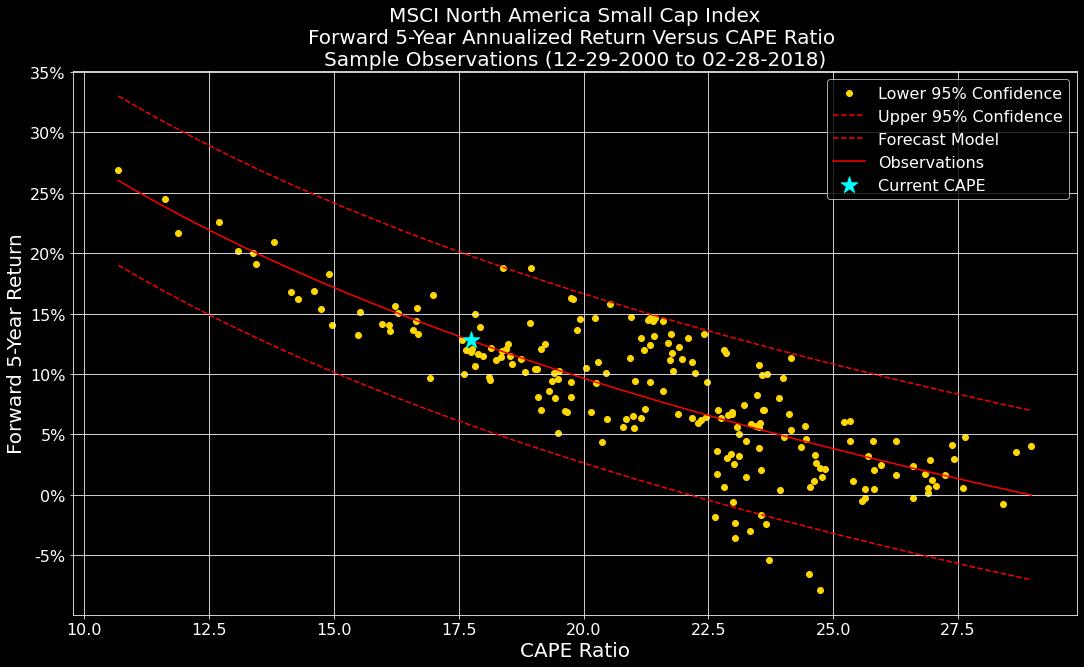 MSCI North America Small Cap Index
Forward 5-Year Annualized Return Versus CAPE Ratio
Sample Observations (12-29-2000 to 02-28-2018)
35%
30%
25%
20%
15%
10%
5%
0%
-5%
Forward 5-Year Return
Lower 95% Confidence
Upper 95% Confidence
Forecast Model
Observations
Current CAPE
10.0 12.5 15.0 17.5 20.0 22.5 25.0 27.5
CAPE Ratio